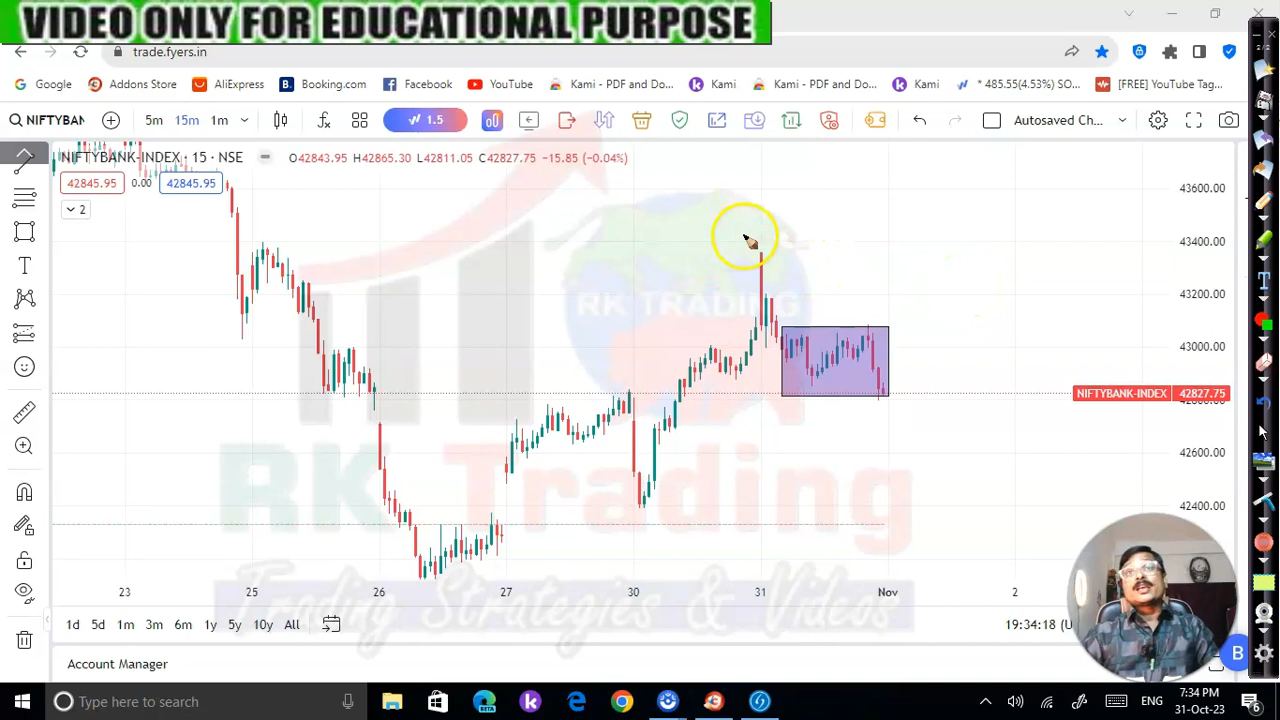 VIDEO ONLY FOR EDUCATIONAL PURPOSE
trade.fyers.in
Google Addons Store AliExpress Booking.com Facebook YouTube Kami - PDF and Do... Kami Kami - PDF and Do... Kami * 485.55(4.53%) SO... [FREE] YouTube Tag...
NIFTYBAN 5m 15m 1m 1.5 Autosaved Ch...
NIFTYBANK-INDEX · 15 · NSE O42843.95 H42865.30 L42811.05 C42827.75 -15.85 (-0.04%)
42845.95 0.00 42845.95
2
43600.00
43400.00
43200.00
43000.00
NIFTYBANK-INDEX 42827.75
42600.00
42400.00
RK TRADING
RK Trading
Trading Strategies & Videos
23 25 26 27 30 31 Nov 2
1d 5d 1m 3m 6m 1y 5y 10y All 19:34:18 (U
B
Account Manager
Type here to search
ENG
7:34 PM
31-Oct-23
6